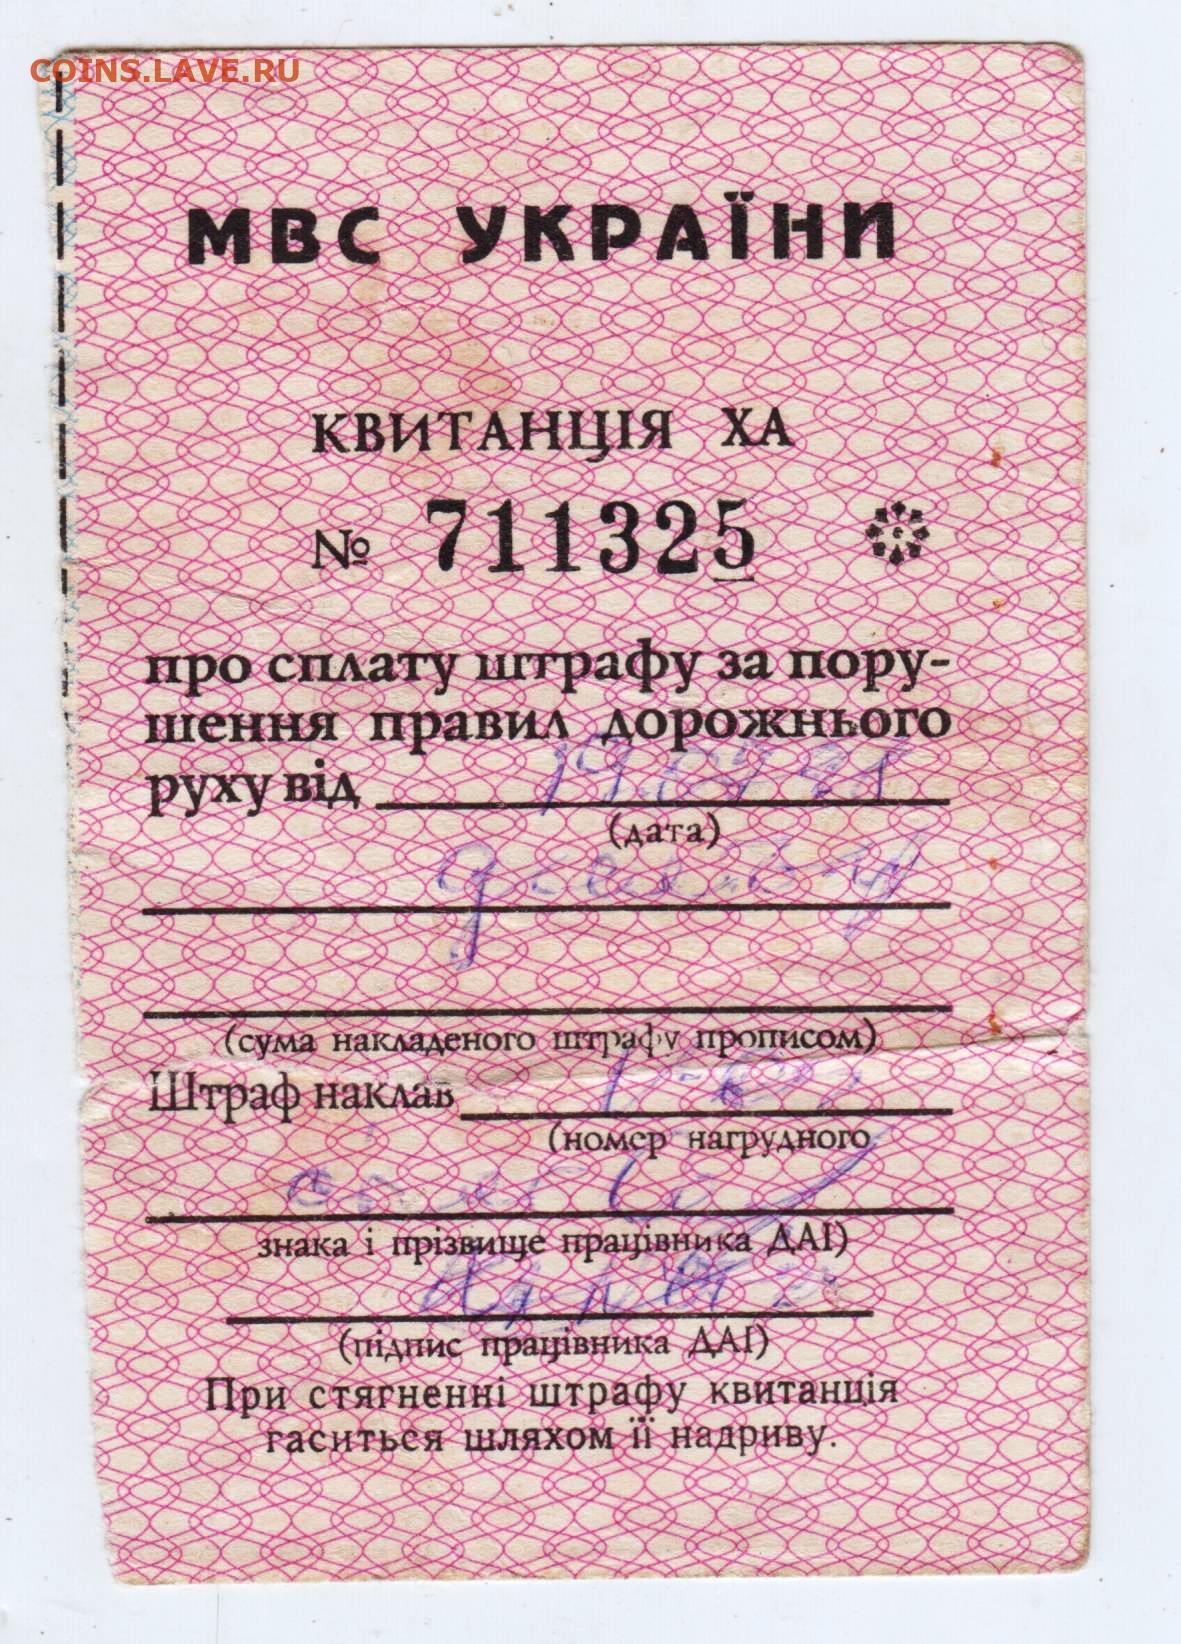 COINS.LAVE.RU
МВС УКРАЇНИ
КВИТАНЦІЯ ХА
№ 711325
про сплату штрафу за пору-
шення правил дорожнього
руху від
(дата)
(сума накладеного штрафу прописом)
Штраф наклав
(номер нагрудного
знака і прізвище працівника ДАІ)
(підпис працівника ДАІ)
При стягненні штрафу квитанція
гаситься шляхом її надриву.